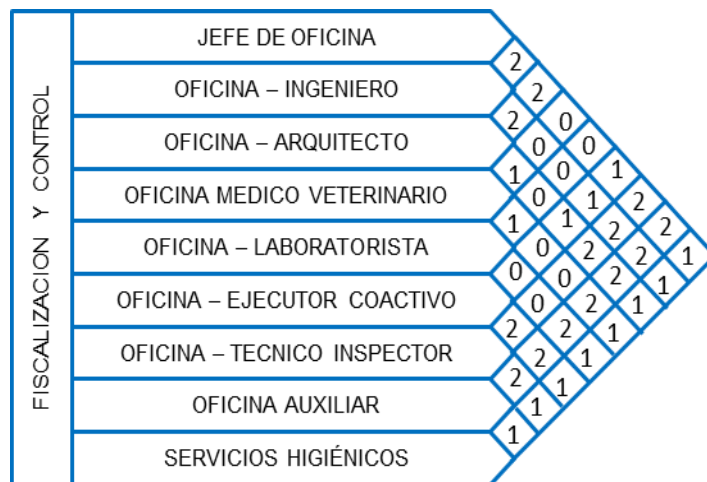 FISCALIZACION Y CONTROL
JEFE DE OFICINA
OFICINA – INGENIERO
OFICINA – ARQUITECTO
OFICINA MEDICO VETERINARIO
OFICINA – LABORATORISTA
OFICINA – EJECUTOR COACTIVO
OFICINA – TECNICO INSPECTOR
OFICINA AUXILIAR
SERVICIOS HIGIÉNICOS
2
2
2 0
0 0
1 0 1
0 1 2
1 1 2 2
0 2 2 1
0 0 2 1
0 2 1
2 2 1
2 1
2 1
1
1